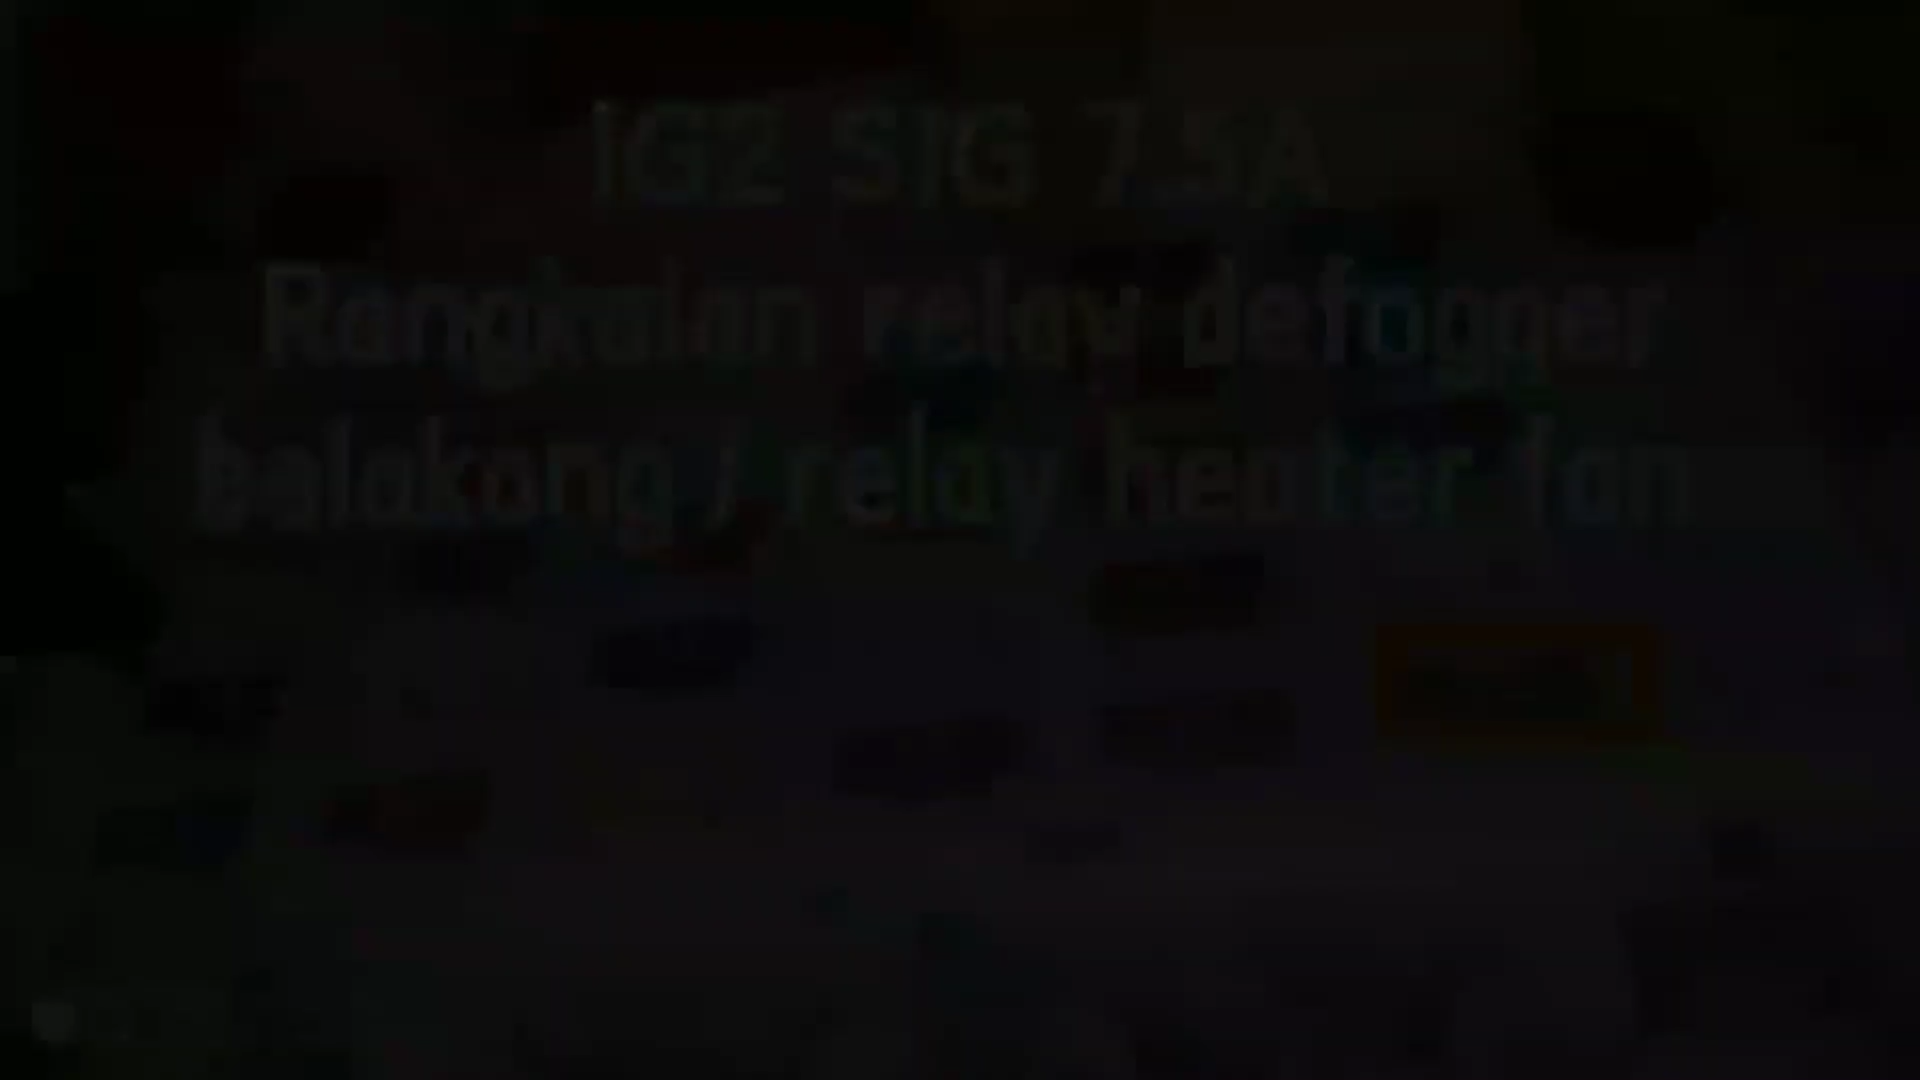 IG2 SIG 7.5A
Rangkaian relay defogger
belakang / relay heater fan